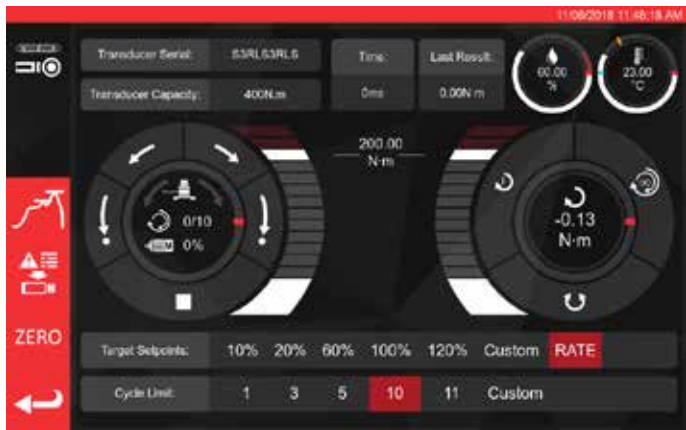 11/06/2018 11:48:18 AM
Transducer Serial: S3RLS3RLS
Time: Last Result:
Transducer Capacity: 400N.m
0ms 0.00N m
60.00 %
23.00 °C
200.00
N·m
0/10
0%
-0.13
N·m
ZERO
Target Setpoints: 10% 20% 60% 100% 120% Custom RATE
Cycle Limit: 1 3 5 10 11 Custom